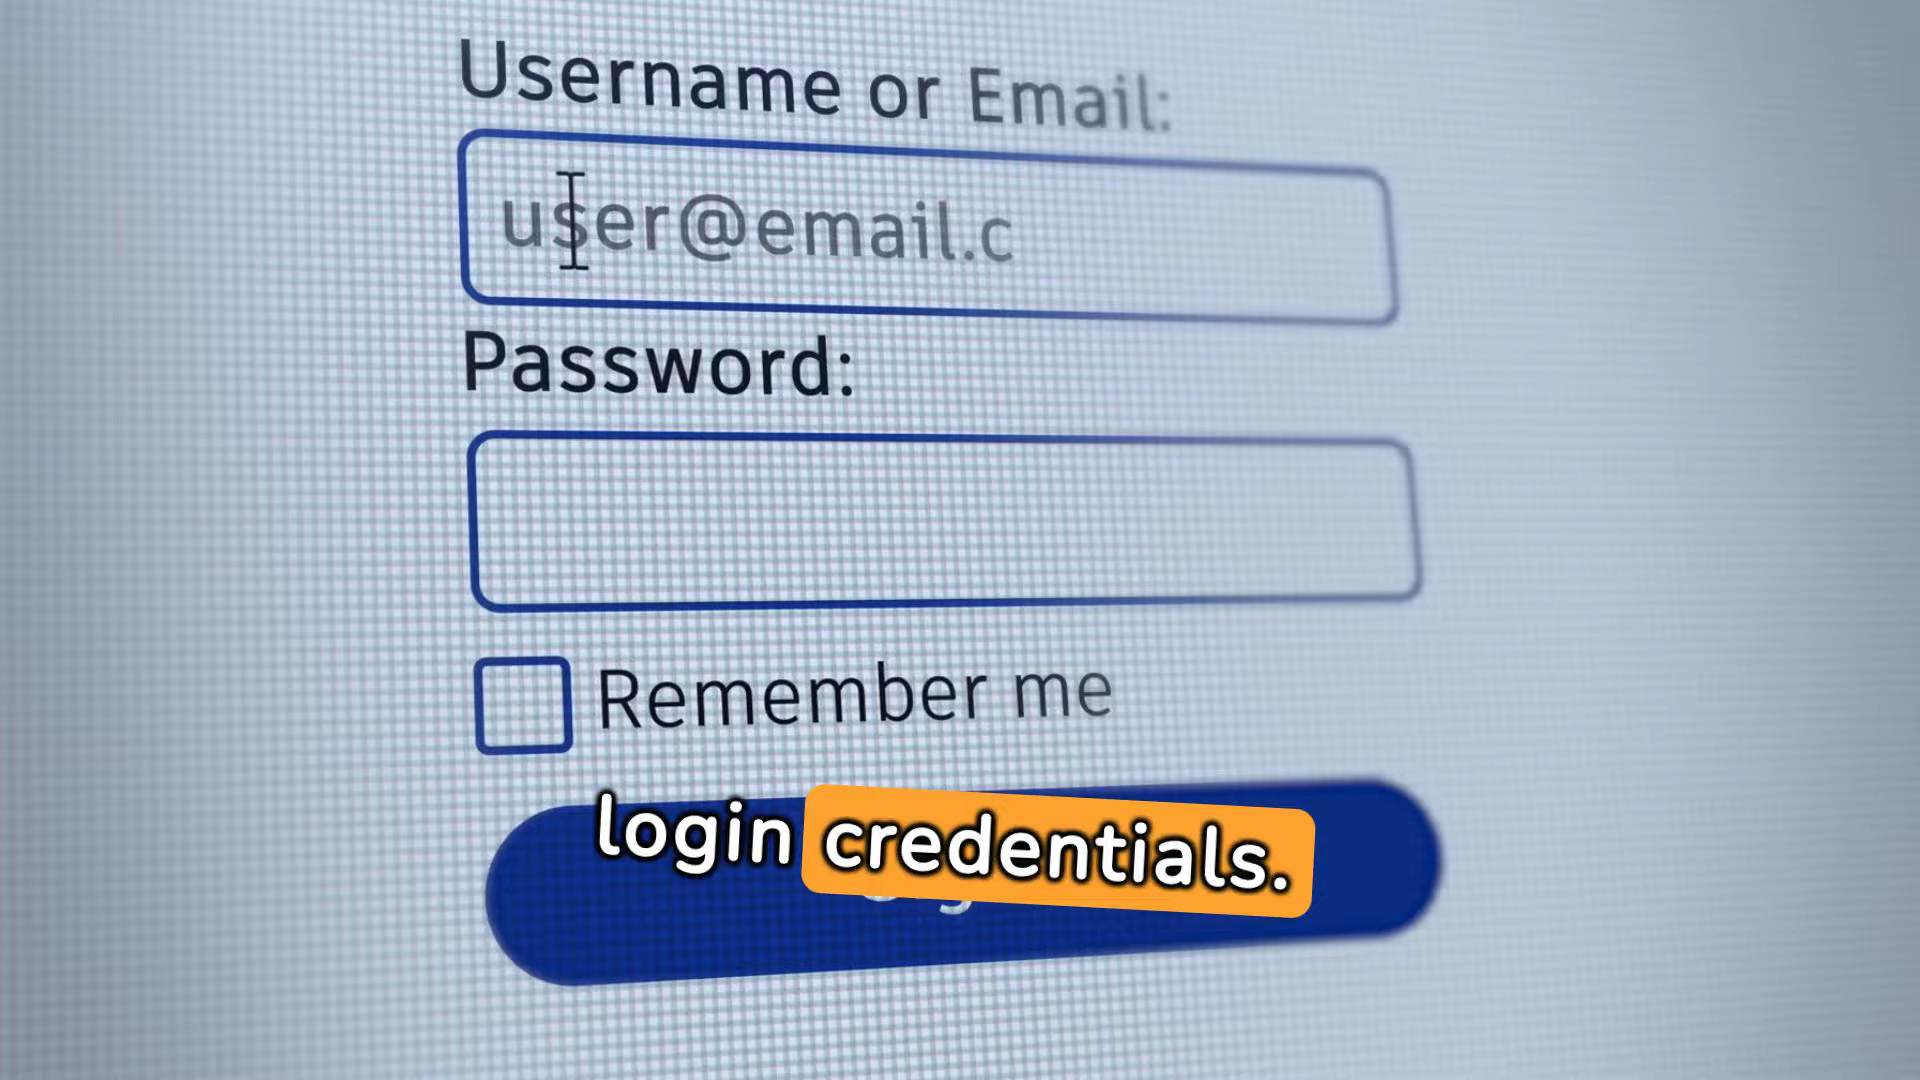 Username or Email:
user@email.c
Password:
Remember me
login credentials.